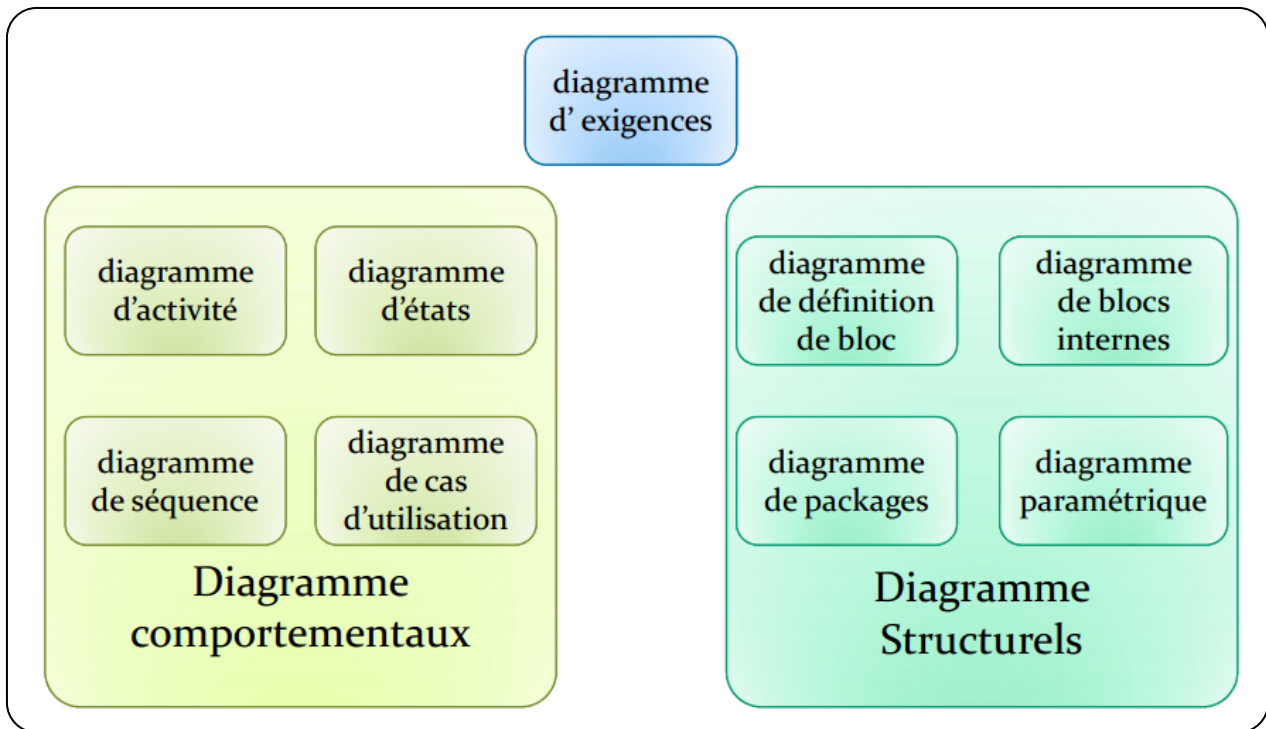 diagramme
d' exigences
diagramme
d'activité
diagramme
d'états
diagramme
de séquence
diagramme
de cas
d'utilisation
Diagramme
comportementaux
diagramme
de définition
de bloc
diagramme
de blocs
internes
diagramme
de packages
diagramme
paramétrique
Diagramme
Structurels